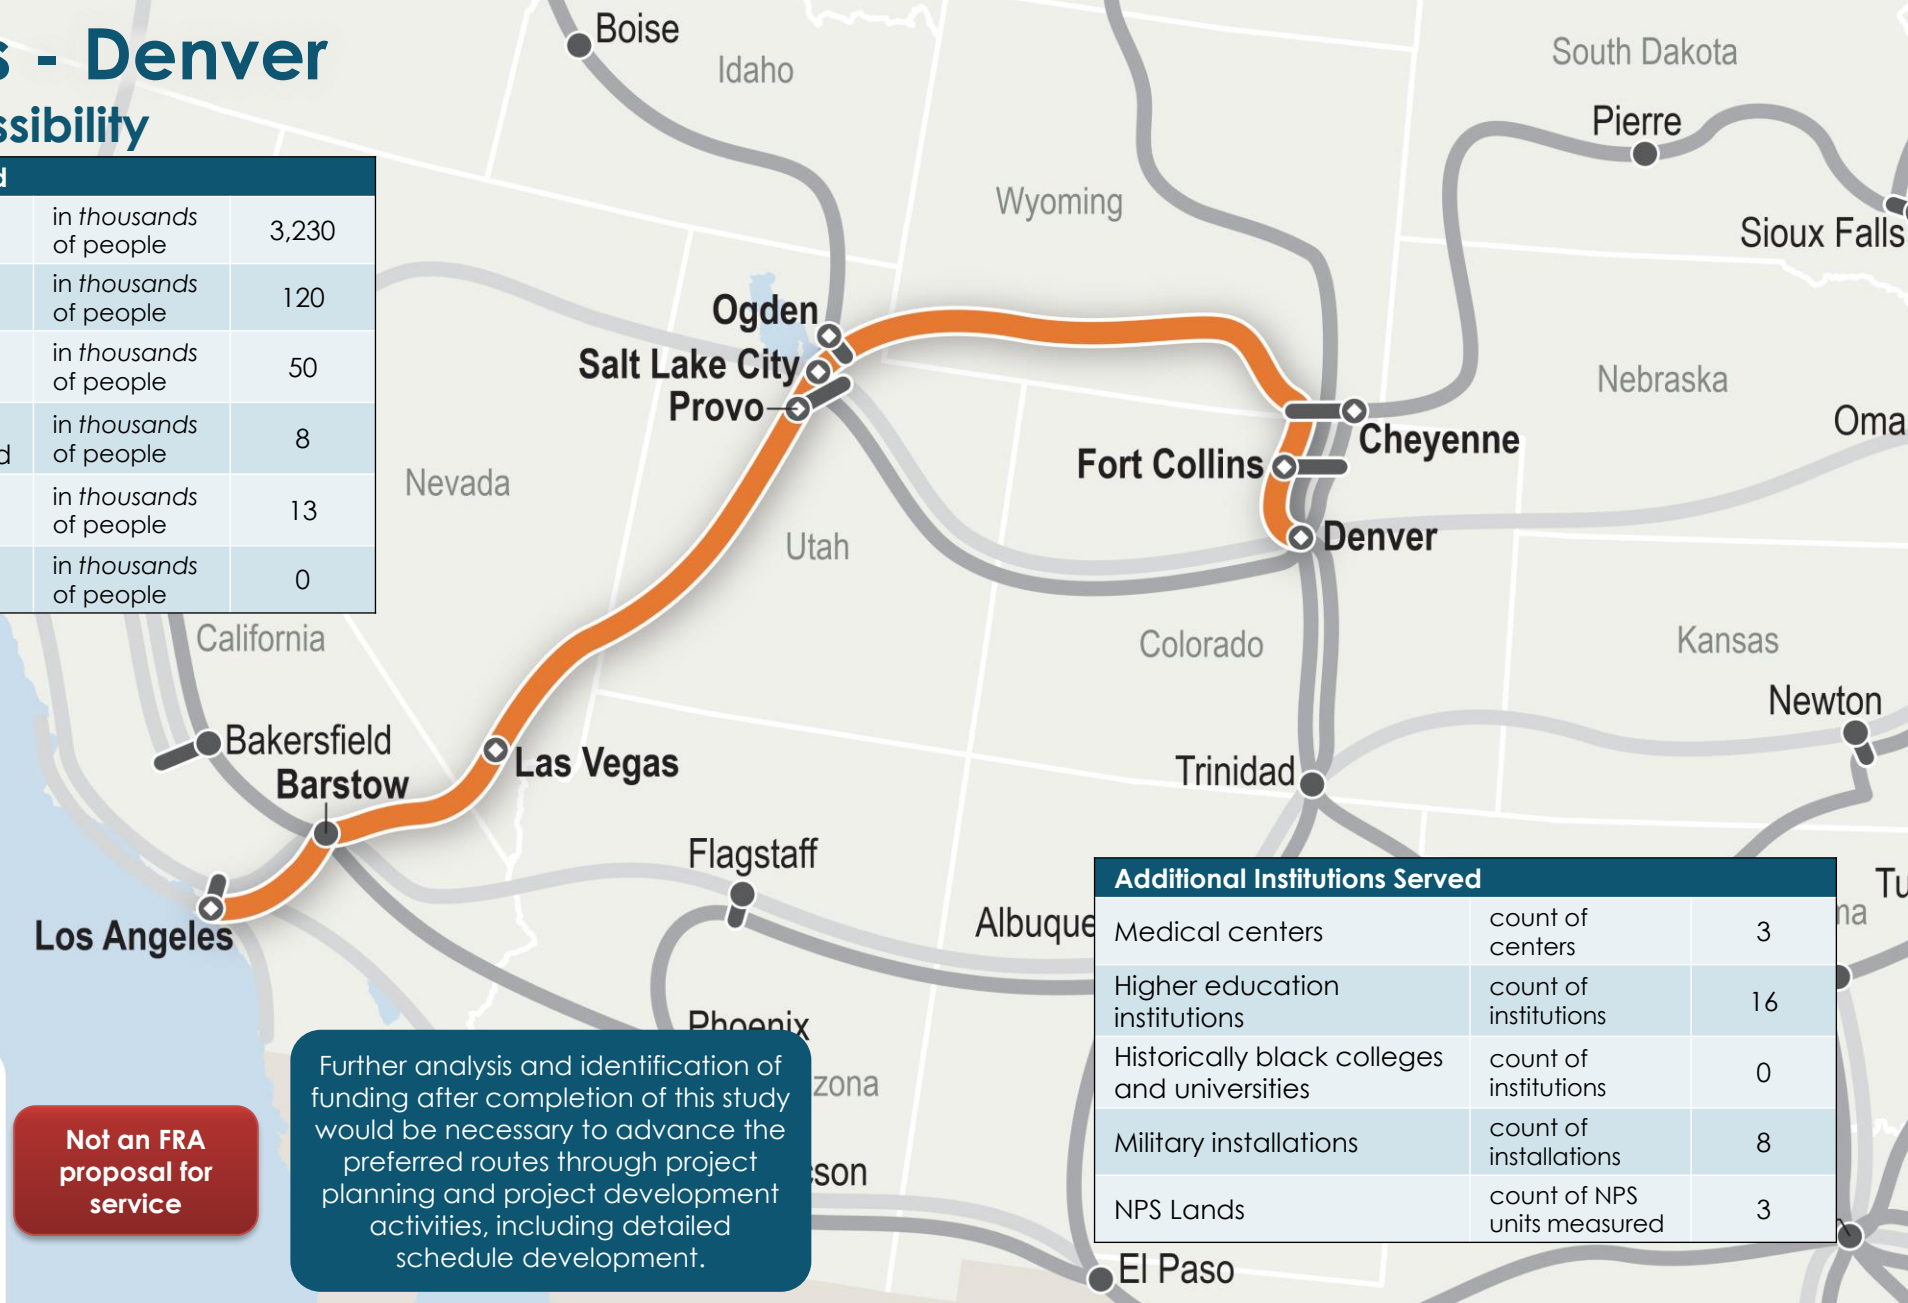 s - Denver
ssibility
d
in thousands
of people
3,230
in thousands
of people
120
in thousands
of people
50
d
in thousands
of people
8
in thousands
of people
13
in thousands
of people
0
Boise
Idaho
South Dakota
Pierre
Wyoming
Sioux Falls
Ogden
Salt Lake City
Provo
Nebraska
Oma
Cheyenne
Fort Collins
Nevada
Denver
Utah
California
Colorado
Kansas
Newton
Bakersfield
Barstow
Las Vegas
Trinidad
Flagstaff
Los Angeles
Albuque
Tu
na
Phoenix
zona
son
El Paso
Additional Institutions Served
Medical centers
count of
centers
3
Higher education
institutions
count of
institutions
16
Historically black colleges
and universities
count of
institutions
0
Military installations
count of
installations
8
NPS Lands
count of NPS
units measured
3
Not an FRA
proposal for
service
Further analysis and identification of
funding after completion of this study
would be necessary to advance the
preferred routes through project
planning and project development
activities, including detailed
schedule development.